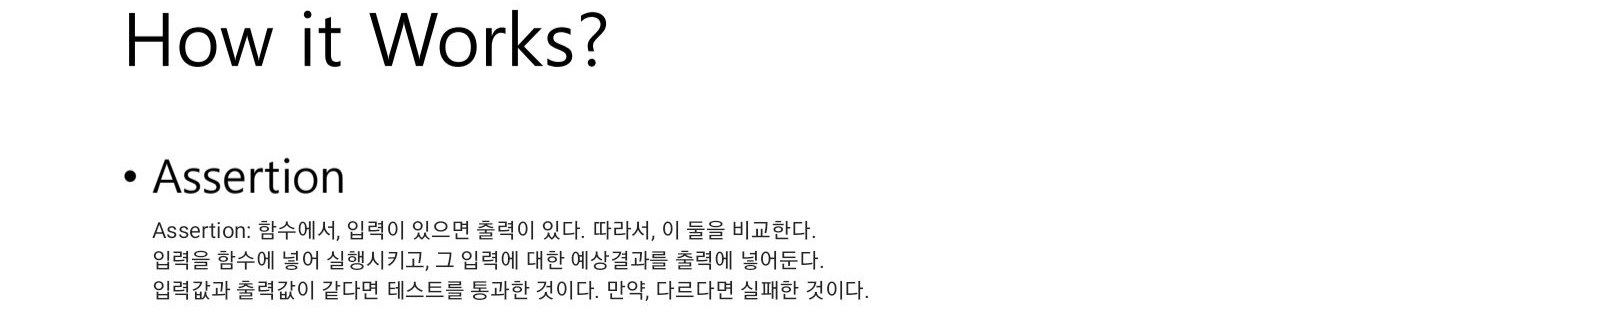 How it Works?
• Assertion
Assertion: 함수에서, 입력이 있으면 출력이 있다. 따라서, 이 둘을 비교한다.
입력을 함수에 넣어 실행시키고, 그 입력에 대한 예상결과를 출력에 넣어둔다.
입력값과 출력값이 같다면 테스트를 통과한 것이다. 만약, 다르다면 실패한 것이다.